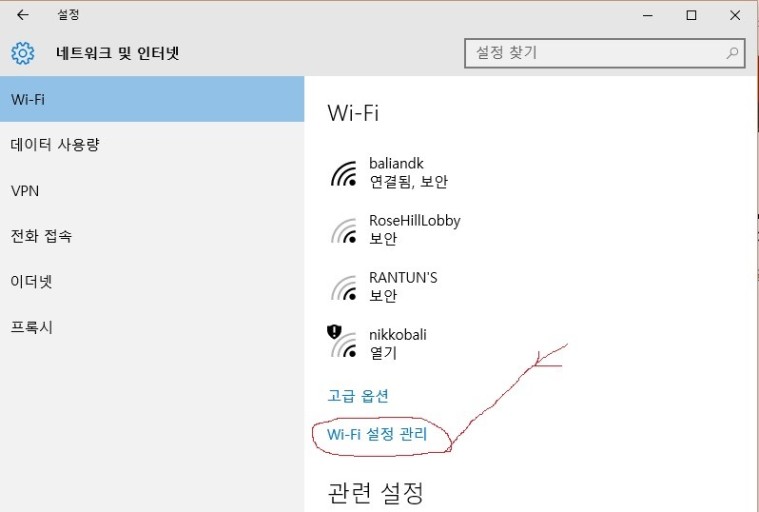 설정
네트워크 및 인터넷
설정 찾기
Wi-Fi
데이터 사용량
VPN
전화 접속
이더넷
프록시
Wi-Fi
baliandk
연결됨, 보안
RoseHillLobby
보안
RANTUN'S
보안
nikkobali
열기
고급 옵션
Wi-Fi 설정 관리
관련 설정